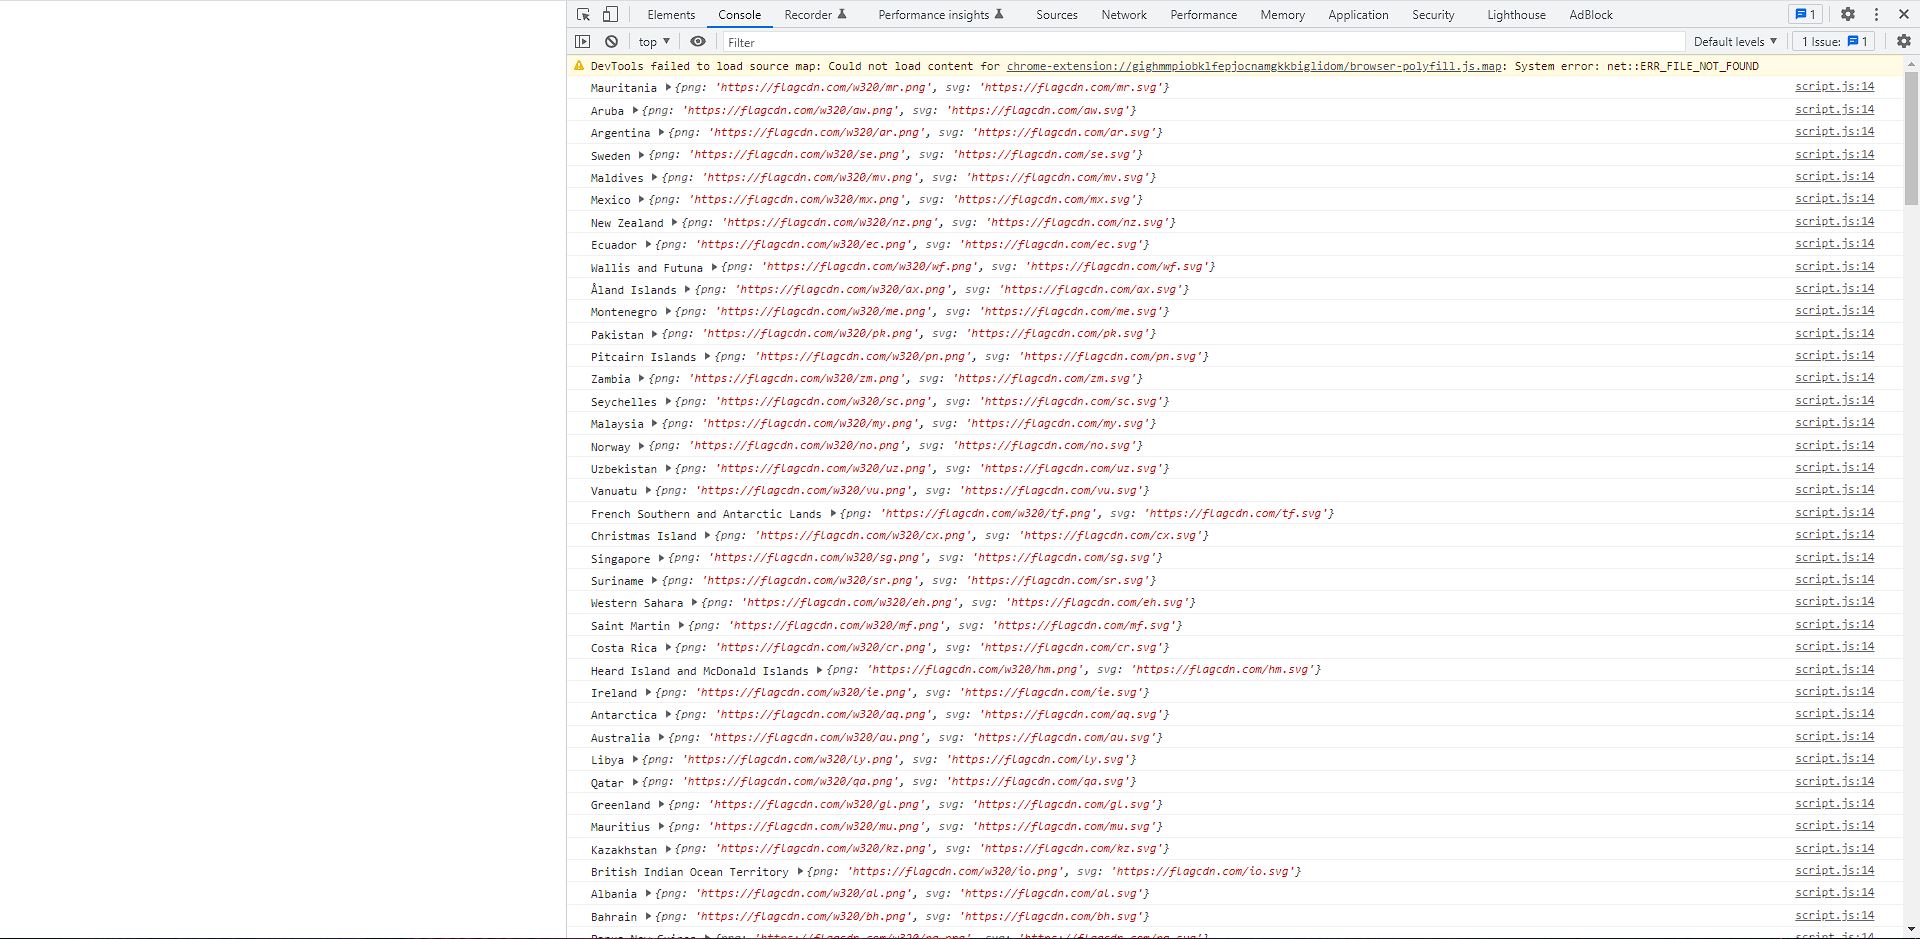 Elements Console Recorder Performance insights Sources Network Performance Memory Application Security Lighthouse AdBlock 1
top Filter Default levels 1 Issue: 1
DevTools failed to load source map: Could not load content for chrome-extension://gighmmpiobklfepjocnamgkkbiglidom/browser-polyfill.js.map: System error: net::ERR_FILE_NOT_FOUND
Mauritania {png: 'https://flagcdn.com/w320/mr.png', svg: 'https://flagcdn.com/mr.svg'} script.js:14
Aruba {png: 'https://flagcdn.com/w320/aw.png', svg: 'https://flagcdn.com/aw.svg'} script.js:14
Argentina {png: 'https://flagcdn.com/w320/ar.png', svg: 'https://flagcdn.com/ar.svg'} script.js:14
Sweden {png: 'https://flagcdn.com/w320/se.png', svg: 'https://flagcdn.com/se.svg'} script.js:14
Maldives {png: 'https://flagcdn.com/w320/mv.png', svg: 'https://flagcdn.com/mv.svg'} script.js:14
Mexico {png: 'https://flagcdn.com/w320/mx.png', svg: 'https://flagcdn.com/mx.svg'} script.js:14
New Zealand {png: 'https://flagcdn.com/w320/nz.png', svg: 'https://flagcdn.com/nz.svg'} script.js:14
Ecuador {png: 'https://flagcdn.com/w320/ec.png', svg: 'https://flagcdn.com/ec.svg'} script.js:14
Wallis and Futuna {png: 'https://flagcdn.com/w320/wf.png', svg: 'https://flagcdn.com/wf.svg'} script.js:14
Åland Islands {png: 'https://flagcdn.com/w320/ax.png', svg: 'https://flagcdn.com/ax.svg'} script.js:14
Montenegro {png: 'https://flagcdn.com/w320/me.png', svg: 'https://flagcdn.com/me.svg'} script.js:14
Pakistan {png: 'https://flagcdn.com/w320/pk.png', svg: 'https://flagcdn.com/pk.svg'} script.js:14
Pitcairn Islands {png: 'https://flagcdn.com/w320/pn.png', svg: 'https://flagcdn.com/pn.svg'} script.js:14
Zambia {png: 'https://flagcdn.com/w320/zm.png', svg: 'https://flagcdn.com/zm.svg'} script.js:14
Seychelles {png: 'https://flagcdn.com/w320/sc.png', svg: 'https://flagcdn.com/sc.svg'} script.js:14
Malaysia {png: 'https://flagcdn.com/w320/my.png', svg: 'https://flagcdn.com/my.svg'} script.js:14
Norway {png: 'https://flagcdn.com/w320/no.png', svg: 'https://flagcdn.com/no.svg'} script.js:14
Uzbekistan {png: 'https://flagcdn.com/w320/uz.png', svg: 'https://flagcdn.com/uz.svg'} script.js:14
Vanuatu {png: 'https://flagcdn.com/w320/vu.png', svg: 'https://flagcdn.com/vu.svg'} script.js:14
French Southern and Antarctic Lands {png: 'https://flagcdn.com/w320/tf.png', svg: 'https://flagcdn.com/tf.svg'} script.js:14
Christmas Island {png: 'https://flagcdn.com/w320/cx.png', svg: 'https://flagcdn.com/cx.svg'} script.js:14
Singapore {png: 'https://flagcdn.com/w320/sg.png', svg: 'https://flagcdn.com/sg.svg'} script.js:14
Suriname {png: 'https://flagcdn.com/w320/sr.png', svg: 'https://flagcdn.com/sr.svg'} script.js:14
Western Sahara {png: 'https://flagcdn.com/w320/eh.png', svg: 'https://flagcdn.com/eh.svg'} script.js:14
Saint Martin {png: 'https://flagcdn.com/w320/mf.png', svg: 'https://flagcdn.com/mf.svg'} script.js:14
Costa Rica {png: 'https://flagcdn.com/w320/cr.png', svg: 'https://flagcdn.com/cr.svg'} script.js:14
Heard Island and McDonald Islands {png: 'https://flagcdn.com/w320/hm.png', svg: 'https://flagcdn.com/hm.svg'} script.js:14
Ireland {png: 'https://flagcdn.com/w320/ie.png', svg: 'https://flagcdn.com/ie.svg'} script.js:14
Antarctica {png: 'https://flagcdn.com/w320/aq.png', svg: 'https://flagcdn.com/aq.svg'} script.js:14
Australia {png: 'https://flagcdn.com/w320/au.png', svg: 'https://flagcdn.com/au.svg'} script.js:14
Libya {png: 'https://flagcdn.com/w320/ly.png', svg: 'https://flagcdn.com/ly.svg'} script.js:14
Qatar {png: 'https://flagcdn.com/w320/qa.png', svg: 'https://flagcdn.com/qa.svg'} script.js:14
Greenland {png: 'https://flagcdn.com/w320/gl.png', svg: 'https://flagcdn.com/gl.svg'} script.js:14
Mauritius {png: 'https://flagcdn.com/w320/mu.png', svg: 'https://flagcdn.com/mu.svg'} script.js:14
Kazakhstan {png: 'https://flagcdn.com/w320/kz.png', svg: 'https://flagcdn.com/kz.svg'} script.js:14
British Indian Ocean Territory {png: 'https://flagcdn.com/w320/io.png', svg: 'https://flagcdn.com/io.svg'} script.js:14
Albania {png: 'https://flagcdn.com/w320/al.png', svg: 'https://flagcdn.com/al.svg'} script.js:14
Bahrain {png: 'https://flagcdn.com/w320/bh.png', svg: 'https://flagcdn.com/bh.svg'} script.js:14